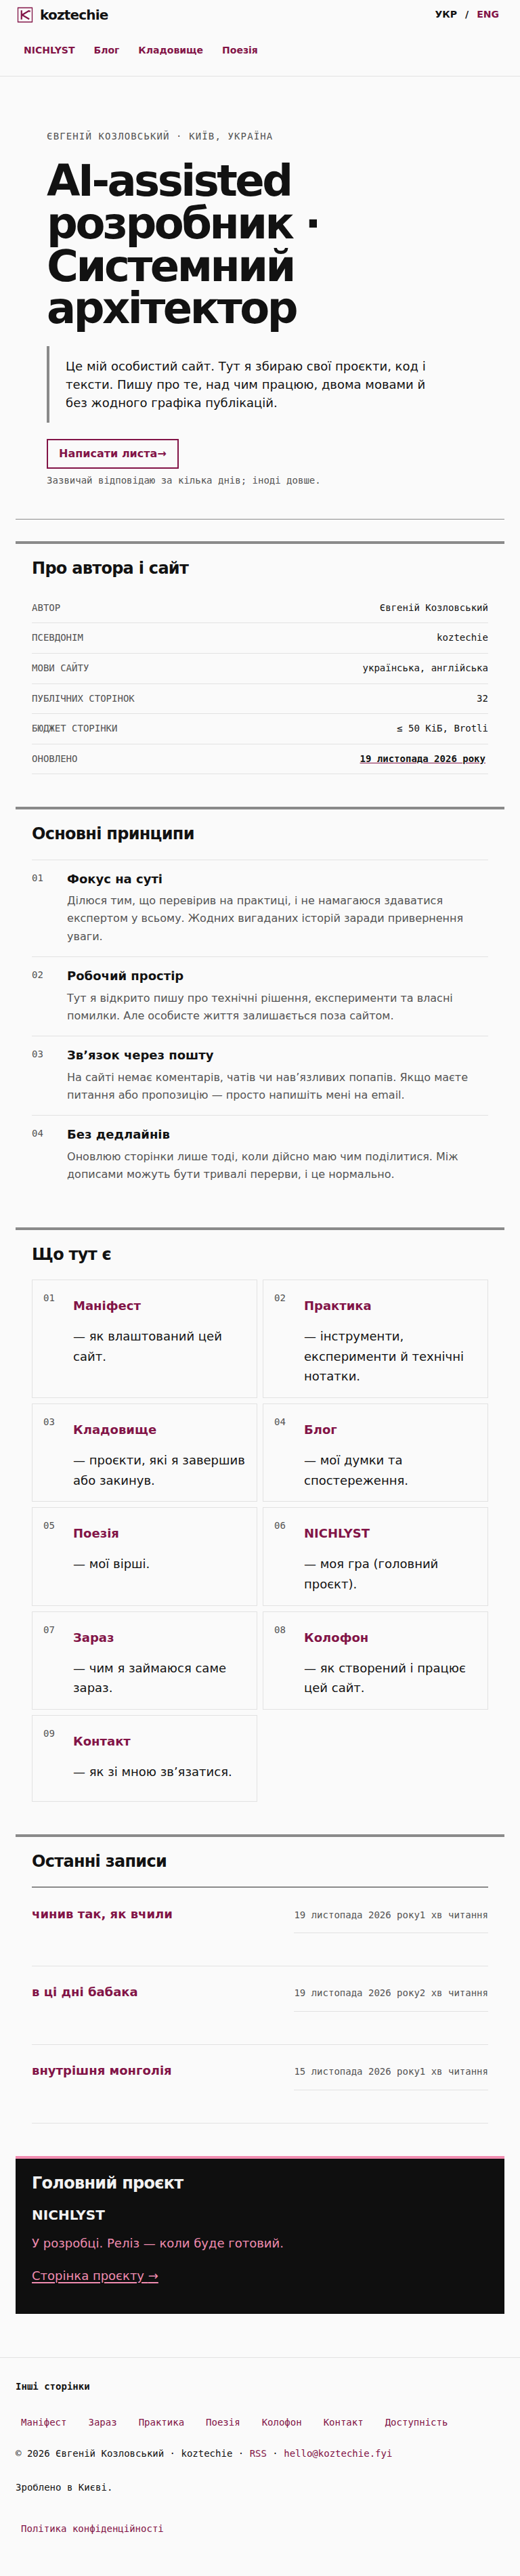 koztechie
УКР / ENG
NICHLYST Блог Кладовище Поезія
ЄВГЕНІЙ КОЗЛОВСЬКИЙ · КИЇВ, УКРАЇНА
AI-assisted
розробник ·
Системний
архітектор
Це мій особистий сайт. Тут я збираю свої проєкти, код і
тексти. Пишу про те, над чим працюю, двома мовами й
без жодного графіка публікацій.
Написати листа→
Зазвичай відповідаю за кілька днів; іноді довше.
Про автора і сайт
АВТОР Євгеній Козловський
ПСЕВДОНІМ koztechie
МОВИ САЙТУ українська, англійська
ПУБЛІЧНИХ СТОРІНОК 32
БЮДЖЕТ СТОРІНКИ ≤ 50 КіБ, Brotli
ОНОВЛЕНО 19 листопада 2026 року
Основні принципи
01 Фокус на суті
Ділюся тим, що перевірив на практиці, і не намагаюся здаватися
експертом у всьому. Жодних вигаданих історій заради привернення
уваги.
02 Робочий простір
Тут я відкрито пишу про технічні рішення, експерименти та власні
помилки. Але особисте життя залишається поза сайтом.
03 Зв’язок через пошту
На сайті немає коментарів, чатів чи нав’язливих попапів. Якщо маєте
питання або пропозицію — просто напишіть мені на email.
04 Без дедлайнів
Оновлюю сторінки лише тоді, коли дійсно маю чим поділитися. Між
дописами можуть бути тривалі перерви, і це нормально.
Що тут є
01 Маніфест
— як влаштований цей
сайт.
02 Практика
— інструменти,
експерименти й технічні
нотатки.
03 Кладовище
— проєкти, які я завершив
або закинув.
04 Блог
— мої думки та
спостереження.
05 Поезія
— мої вірші.
06 NICHLYST
— моя гра (головний
проєкт).
07 Зараз
— чим я займаюся саме
зараз.
08 Колофон
— як створений і працює
цей сайт.
09 Контакт
— як зі мною зв’язатися.
Останні записи
чинив так, як вчили 19 листопада 2026 року1 хв читання
в ці дні бабака 19 листопада 2026 року2 хв читання
внутрішня монголія 15 листопада 2026 року1 хв читання
Головний проєкт
NICHLYST
У розробці. Реліз — коли буде готовий.
Сторінка проєкту →
Інші сторінки
Маніфест Зараз Практика Поезія Колофон Контакт Доступність
© 2026 Євгеній Козловський · koztechie · RSS · hello@koztechie.fyi
Зроблено в Києві.
Політика конфіденційності